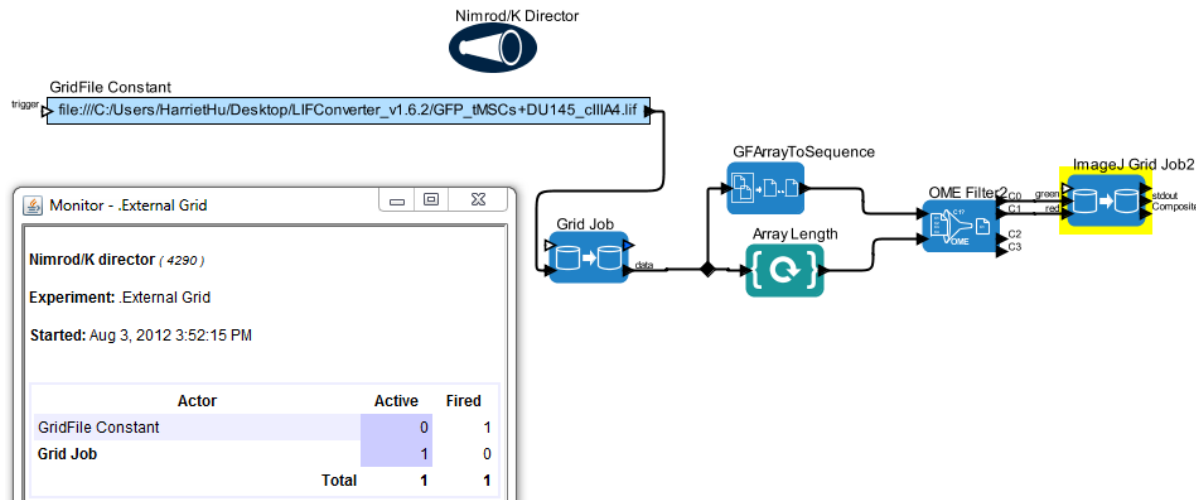 Nimrod/K Director
GridFile Constant
trigger
file:///C:/Users/HarrietHu/Desktop/LIFConverter_v1.6.2/GFP_tMSCs+DU145_cIIIA4.lif
GFArrayToSequence
ImageJ Grid Job2
OME Filter2
C0
green
stdout
C1
red
Composite
C17
OME
C2
C3
Grid Job
data
Array Length
Monitor - .External Grid
Nimrod/K director ( 4290 )
Experiment: .External Grid
Started: Aug 3, 2012 3:52:15 PM
Actor Active Fired
GridFile Constant 0 1
Grid Job 1 0
Total 1 1